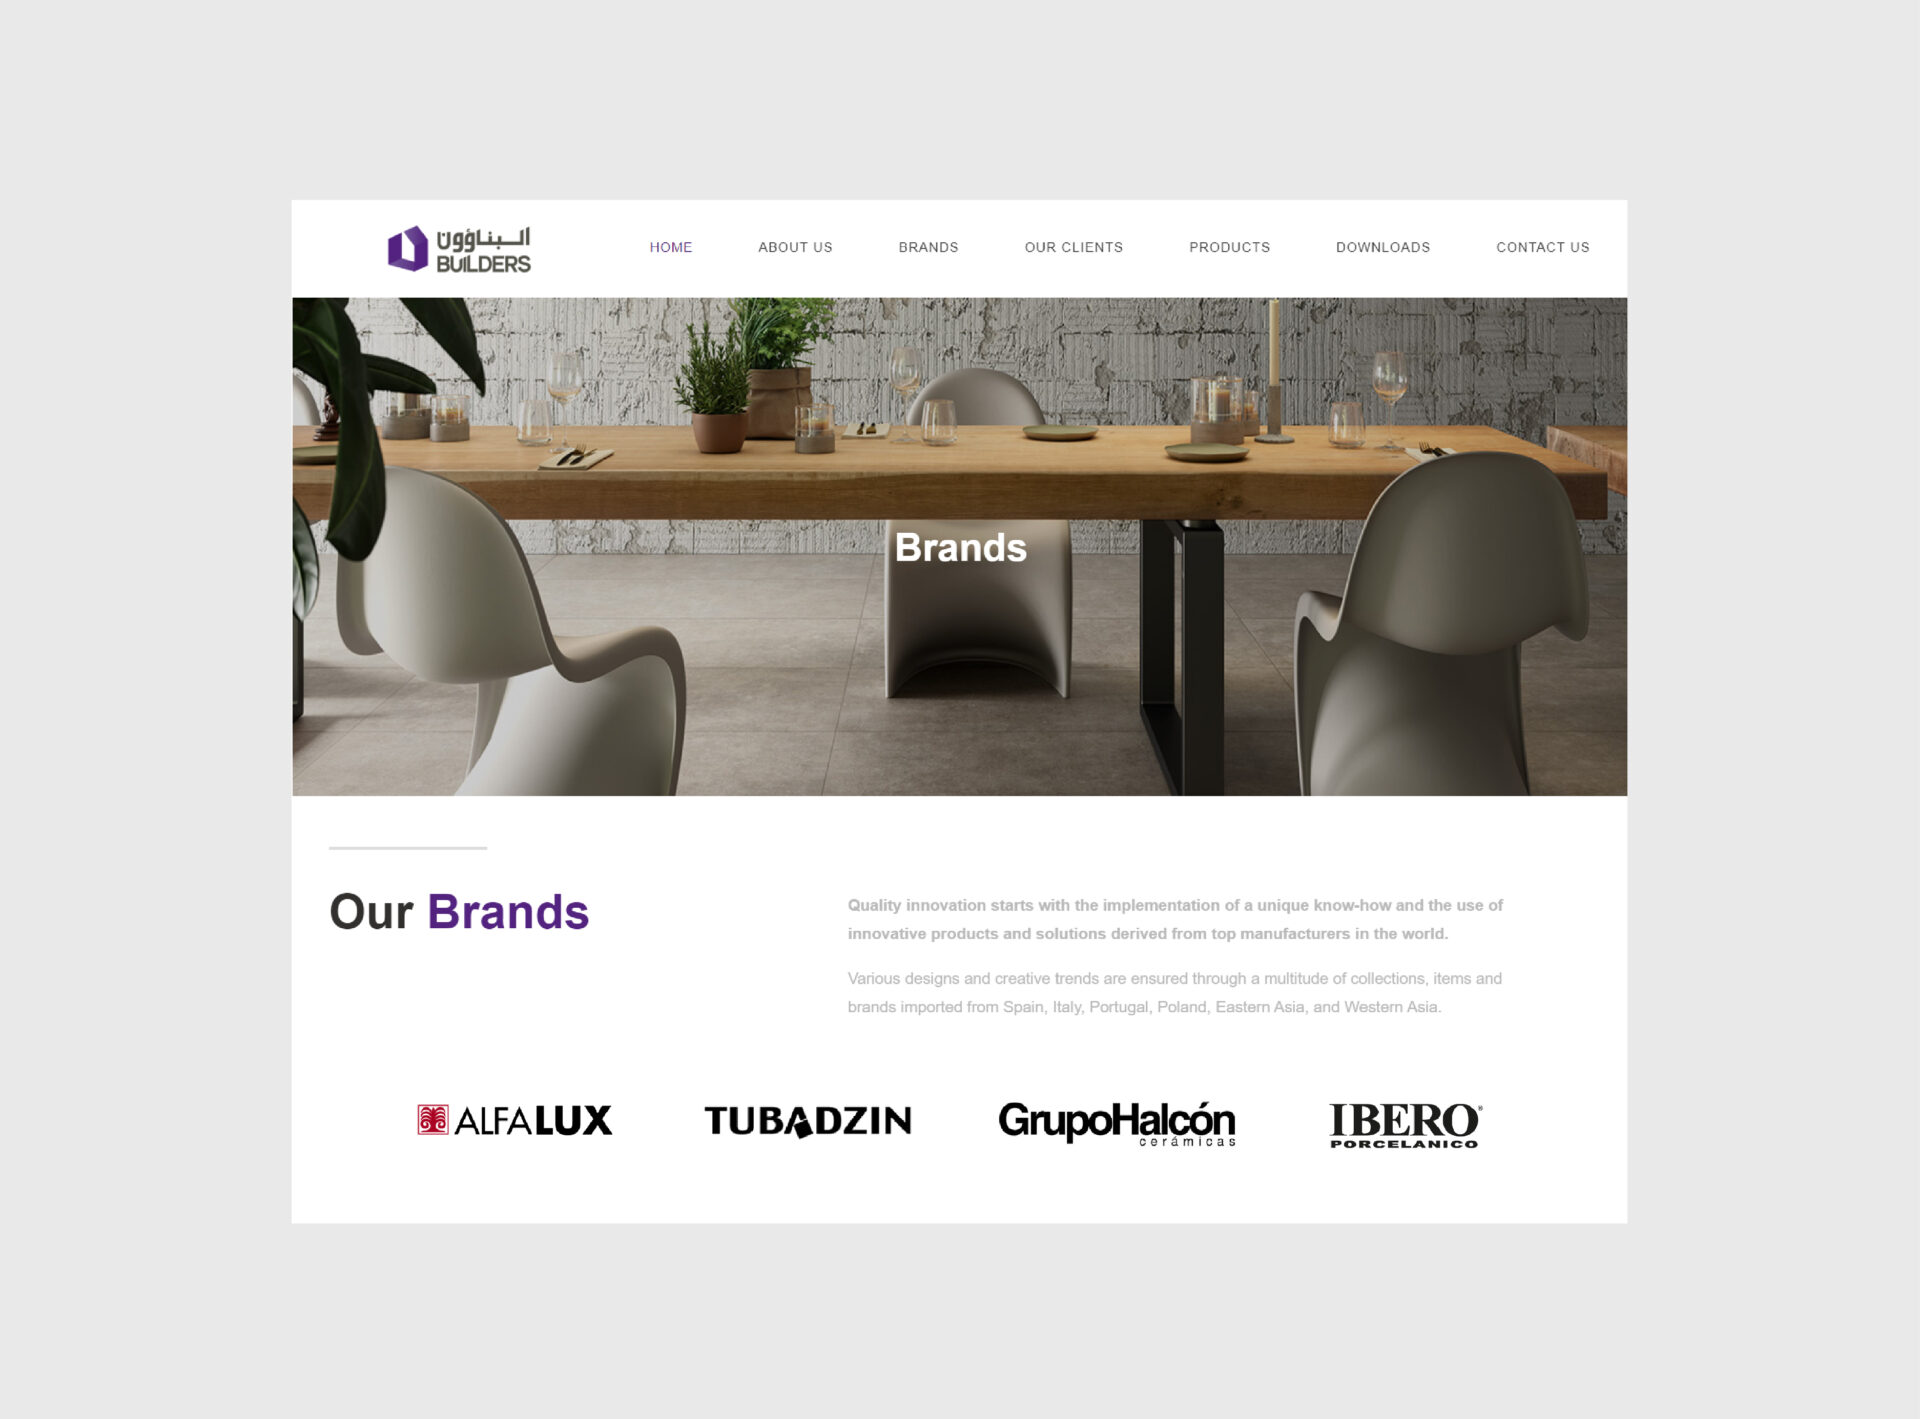 البناؤون
BUILDERS
HOME
ABOUT US
BRANDS
OUR CLIENTS
PRODUCTS
DOWNLOADS
CONTACT US
Brands
Our Brands
Quality innovation starts with the implementation of a unique know-how and the use of
innovative products and solutions derived from top manufacturers in the world.
Various designs and creative trends are ensured through a multitude of collections, items and
brands imported from Spain, Italy, Portugal, Poland, Eastern Asia, and Western Asia.
ALFALUX
TUBADZIN
GrupoHalcón
cerámicas
IBERO®
PORCELANICO